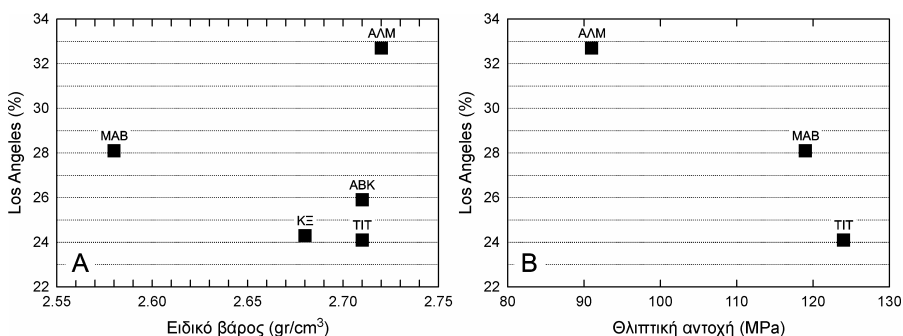 34
32
30
28
26
24
22
Los Angeles (%)
ΑΛΜ
ΜΑΒ
ΑΒΚ
ΚΞ
ΤΙΤ
A
2.55 2.60 2.65 2.70 2.75
Ειδικό βάρος (gr/cm³)
34
32
30
28
26
24
22
Los Angeles (%)
ΑΛΜ
ΜΑΒ
ΤΙΤ
B
80 90 100 110 120 130
Θλιπτική αντοχή (MPa)